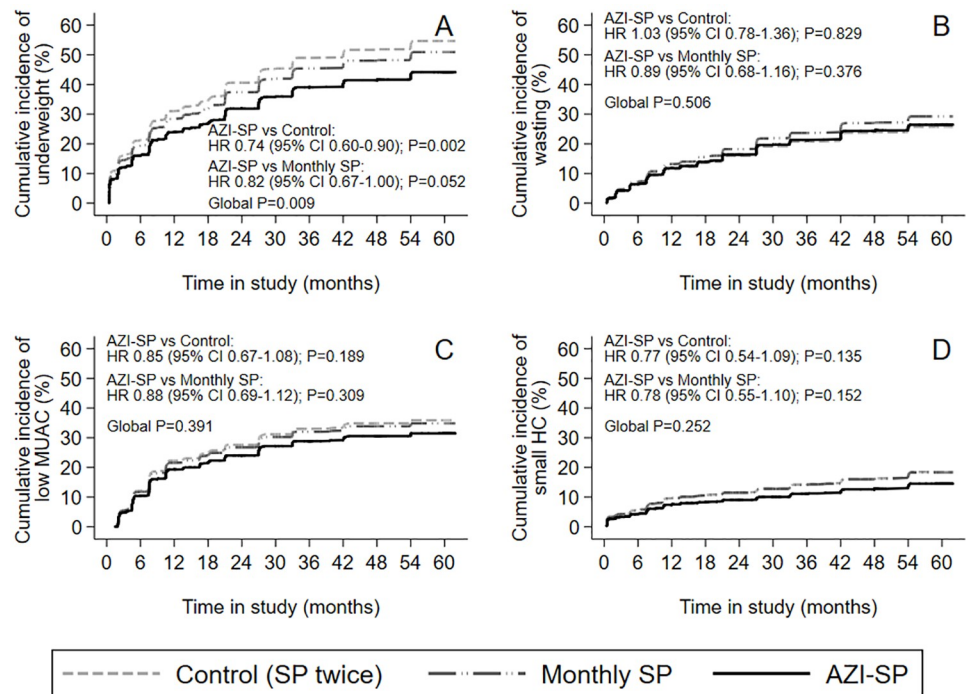 A
Cumulative incidence of
underweight (%)
60
50
40
30
20
10
0
AZI-SP vs Control:
HR 0.74 (95% CI 0.60-0.90); P=0.002
AZI-SP vs Monthly SP:
HR 0.82 (95% CI 0.67-1.00); P=0.052
Global P=0.009
0 6 12 18 24 30 36 42 48 54 60
Time in study (months)
B
Cumulative incidence of
wasting (%)
60
50
40
30
20
10
0
AZI-SP vs Control:
HR 1.03 (95% CI 0.78-1.36); P=0.829
AZI-SP vs Monthly SP:
HR 0.89 (95% CI 0.68-1.16); P=0.376
Global P=0.506
0 6 12 18 24 30 36 42 48 54 60
Time in study (months)
C
Cumulative incidence of
low MUAC (%)
60
50
40
30
20
10
0
AZI-SP vs Control:
HR 0.85 (95% CI 0.67-1.08); P=0.189
AZI-SP vs Monthly SP:
HR 0.88 (95% CI 0.69-1.12); P=0.309
Global P=0.391
0 6 12 18 24 30 36 42 48 54 60
Time in study (months)
D
Cumulative incidence of
small HC (%)
60
50
40
30
20
10
0
AZI-SP vs Control:
HR 0.77 (95% CI 0.54-1.09); P=0.135
AZI-SP vs Monthly SP:
HR 0.78 (95% CI 0.55-1.10); P=0.152
Global P=0.252
0 6 12 18 24 30 36 42 48 54 60
Time in study (months)
Control (SP twice) Monthly SP AZI-SP